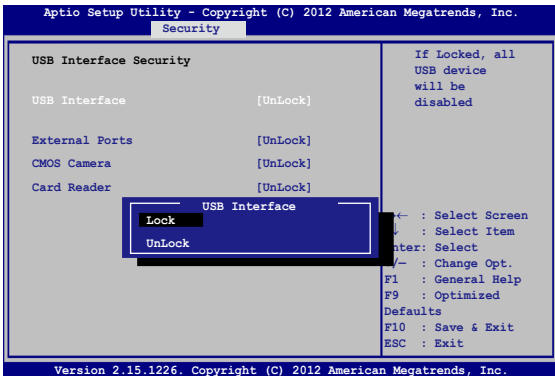 Aptio Setup Utility - Copyright (C) 2012 American Megatrends, Inc.
Security
USB Interface Security
USB Interface [UnLock]
External Ports [UnLock]
CMOS Camera [UnLock]
Card Reader [UnLock]
USB Interface
Lock
UnLock
If Locked, all
USB device
will be
disabled
← : Select Screen
↓ : Select Item
nter: Select
/— : Change Opt.
F1 : General Help
F9 : Optimized
Defaults
F10 : Save & Exit
ESC : Exit
Version 2.15.1226. Copyright (C) 2012 American Megatrends, Inc.